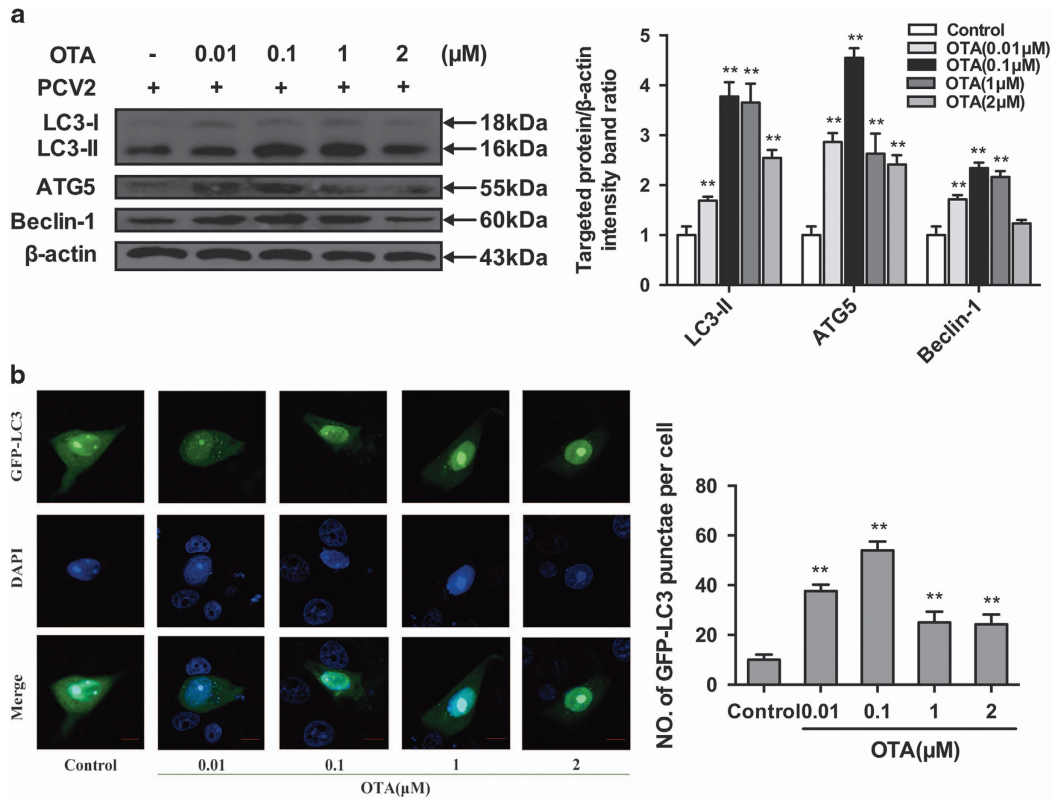 a
OTA - 0.01 0.1 1 2 (µM)
PCV2 + + + + +
LC3-I 18kDa
LC3-II 16kDa
ATG5 55kDa
Beclin-1 60kDa
β-actin 43kDa
Targeted protein/β-actin
intensity band ratio
5
4
3
2
1
0
** ** ** **
** ** ** **
** ** **
LC3-II ATG5 Beclin-1
Control
OTA(0.01µM)
OTA(0.1µM)
OTA(1µM)
OTA(2µM)
b
GFP-LC3
DAPI
Merge
Control 0.01 0.1 1 2
OTA(µM)
NO. of GFP-LC3 punctae per cell
80
60
40
20
0
** ** ** **
Control 0.01 0.1 1 2
OTA(µM)